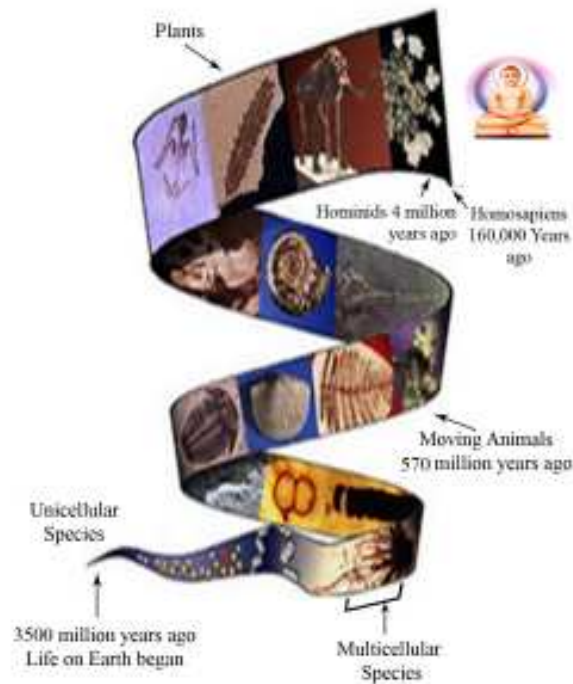 Plants
Hominids 4 million
years ago
Homosapiens
160,000 Years
ago
Moving Animals
570 million years ago
Unicellular
Species
3500 million years ago
Life on Earth began
Multicellular
Species